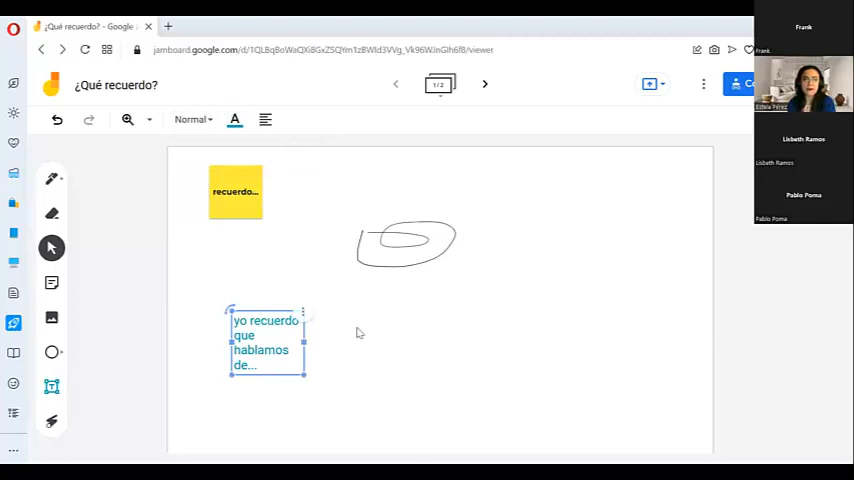 ¿Qué recuerdo? - Google
jamboard.google.com/d/1QLBqBoWaQXi8GxZSQYm1zBWId3VVg_Vk96WJnGIh6f8/viewer
¿Qué recuerdo?
1/2
Normal
A
recuerdo...
yo recuerdo
que
hablamos
de...
Frank
Frank
Estela Pérez
Lisbeth Ramos
Lisbeth Ramos
Pablo Poma
Pablo Poma